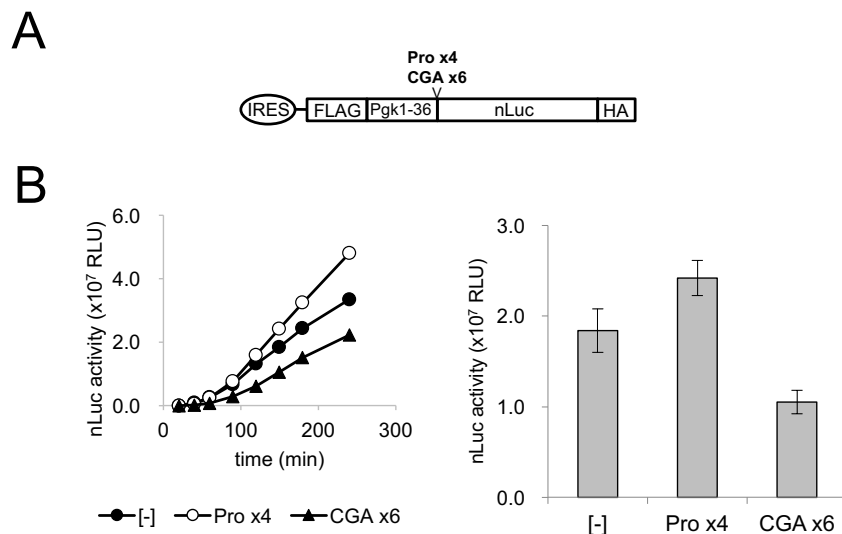 A
Pro x4
CGA x6
IRES FLAG Pgk1-36 nLuc HA
B
nLuc activity (x10⁷ RLU)
6.0
4.0
2.0
0.0
0 100 200 300
time (min)
[-] Pro x4 CGA x6
nLuc activity (x10⁷ RLU)
3.0
2.0
1.0
0.0
[-] Pro x4 CGA x6